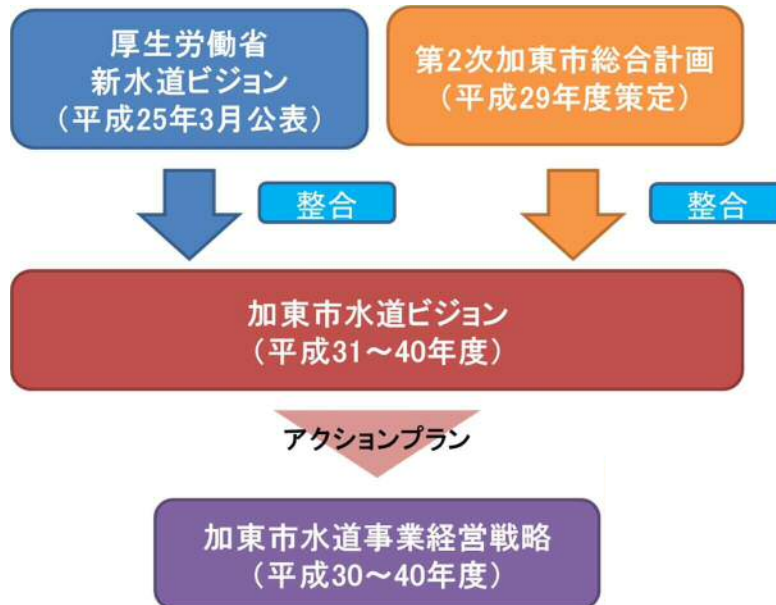 厚生労働省
新水道ビジョン
（平成25年3月公表）
第2次加東市総合計画
（平成29年度策定）
整合
整合
加東市水道ビジョン
（平成31～40年度）
アクションプラン
加東市水道事業経営戦略
（平成30～40年度）